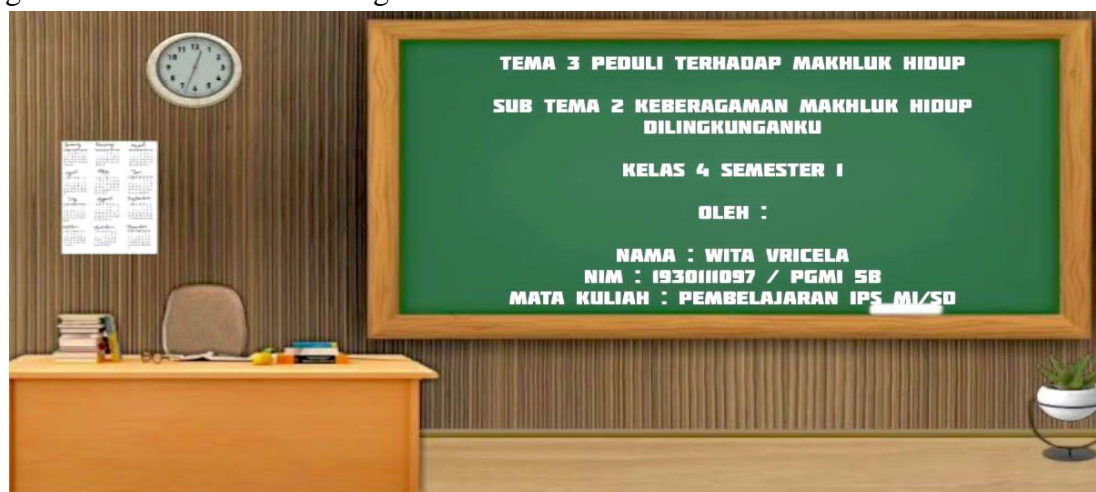 TEMA 3 PEDULI TERHADAP MAKHLUK HIDUP
SUB TEMA 2 KEBERAGAMAN MAKHLUK HIDUP
DILINGKUNGANKU
KELAS 4 SEMESTER 1
OLEH :
NAMA : WITA VRICELA
NIM : 1930111097 / PGMI 5B
MATA KULIAH : PEMBELAJARAN IPS MI/SD